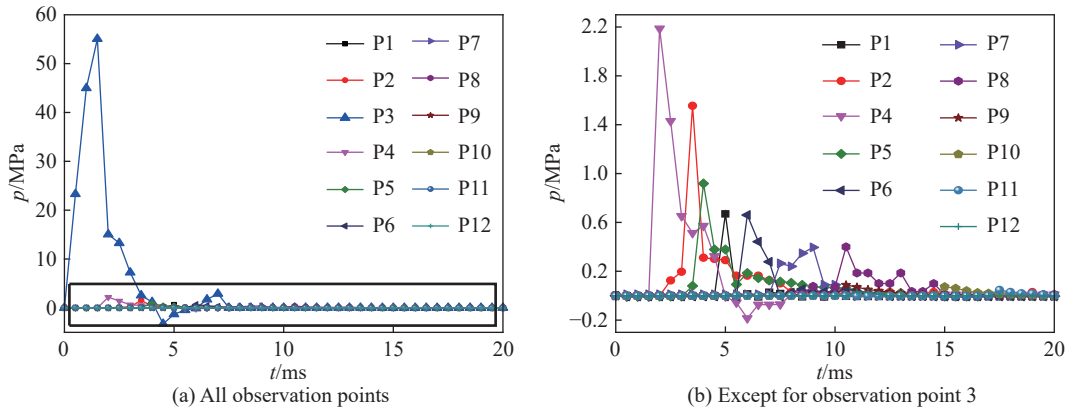 60
50
40
30
20
10
0
p/MPa
0 5 10 15 20
t/ms
P1 P7
P2 P8
P3 P9
P4 P10
P5 P11
P6 P12
(a) All observation points
2.2
1.8
1.4
1.0
0.6
0.2
−0.2
p/MPa
0 5 10 15 20
t/ms
P1 P7
P2 P8
P4 P9
P5 P10
P6 P11
P12
(b) Except for observation point 3